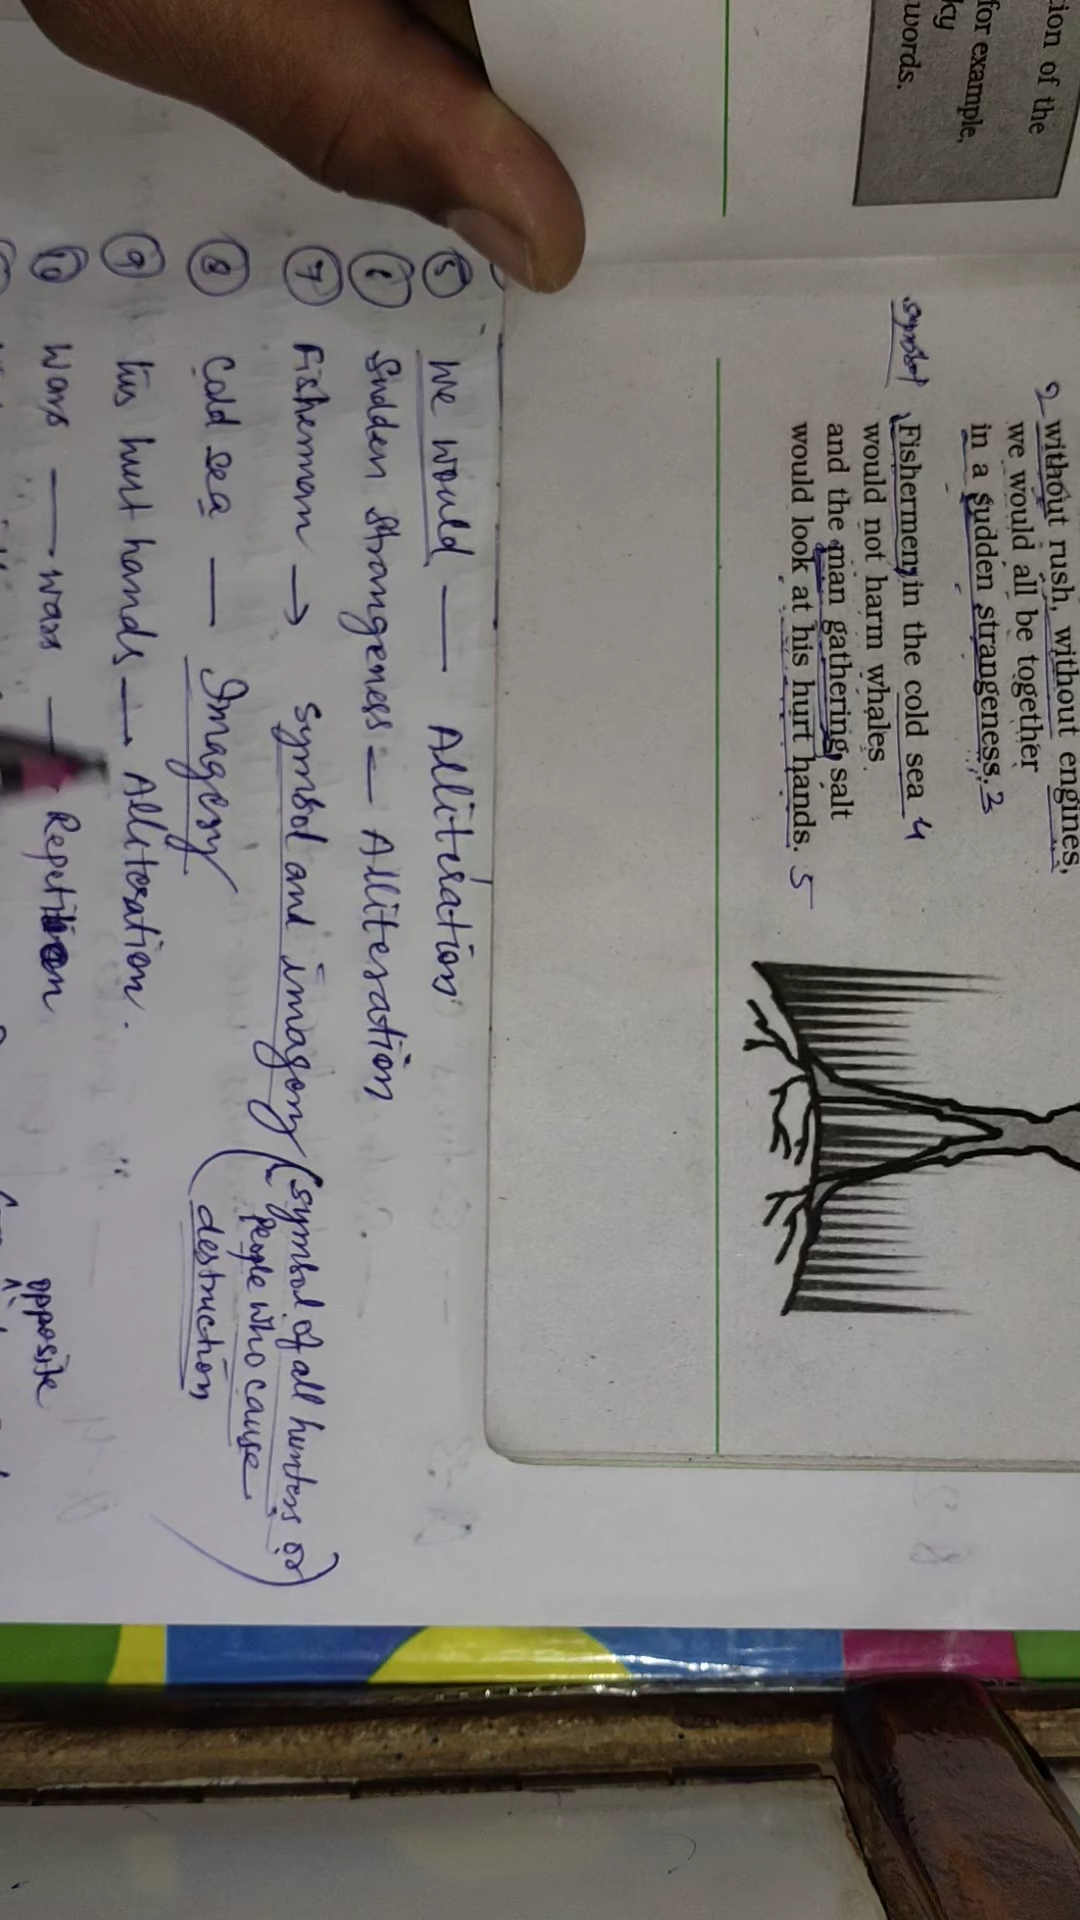 ion of the
for example,
ky
words.
2 without rush, without engines,
we would all be together
in a sudden strangeness. 2
symbol Fishermen in the cold sea 4
would not harm whales
and the man gathering salt
would look at his hurt hands. 5
5 We would — Alliteration
6 Sudden strangeness = Alliteration
7 Fisherman → Symbol and imagery (symbol of all hunters or
people who cause
destruction)
8 Cold sea — Imagery
9 his hurt hands → Alliteration.
10 Wars — wars — Repetition
opposite